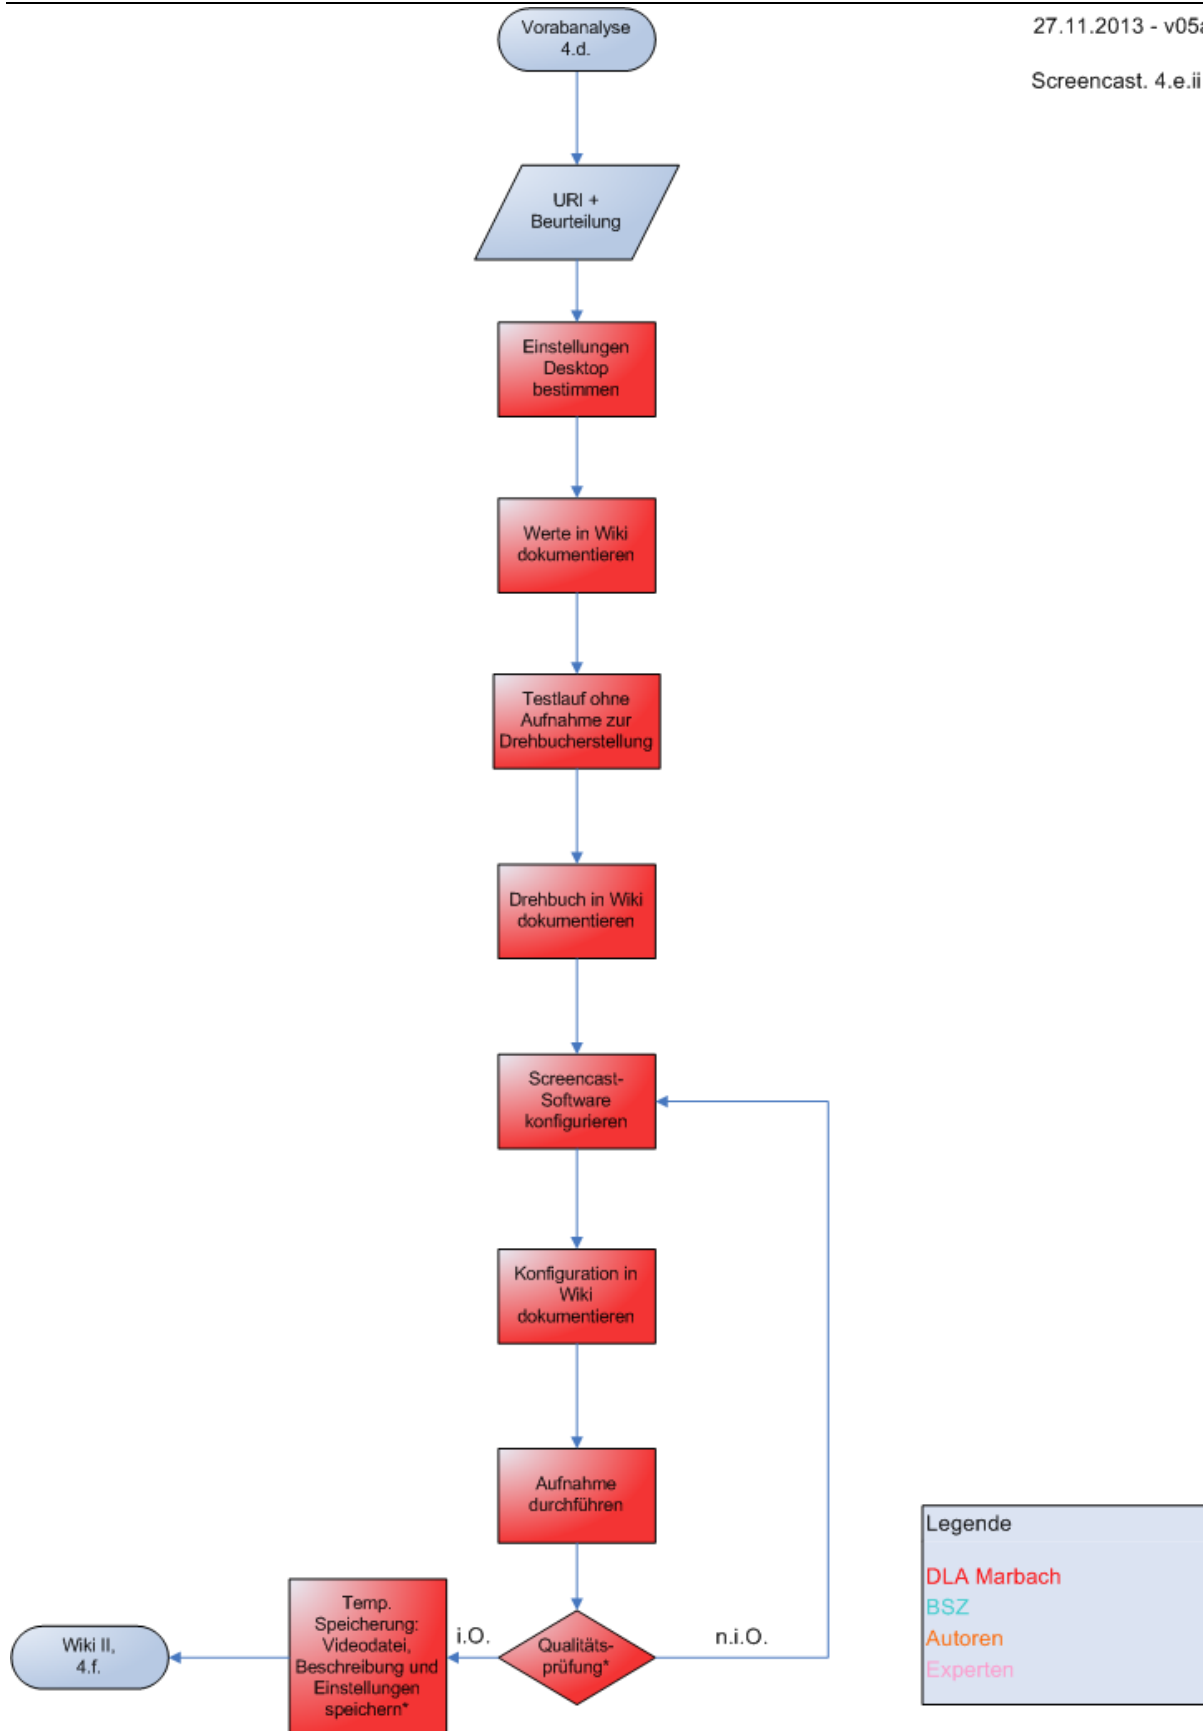 Vorabanalyse
4.d.
27.11.2013 - v05a
Screencast. 4.e.ii
URI +
Beurteilung
Einstellungen
Desktop
bestimmen
Werte in Wiki
dokumentieren
Testlauf ohne
Aufnahme zur
Drehbucherstellung
Drehbuch in Wiki
dokumentieren
Screencast-
Software
konfigurieren
Konfiguration in
Wiki
dokumentieren
Aufnahme
durchführen
Qualitäts-
prüfung*
i.O.
n.i.O.
Temp.
Speicherung:
Videodatei,
Beschreibung und
Einstellungen
speichern*
Wiki II,
4.f.
Legende
DLA Marbach
BSZ
Autoren
Experten